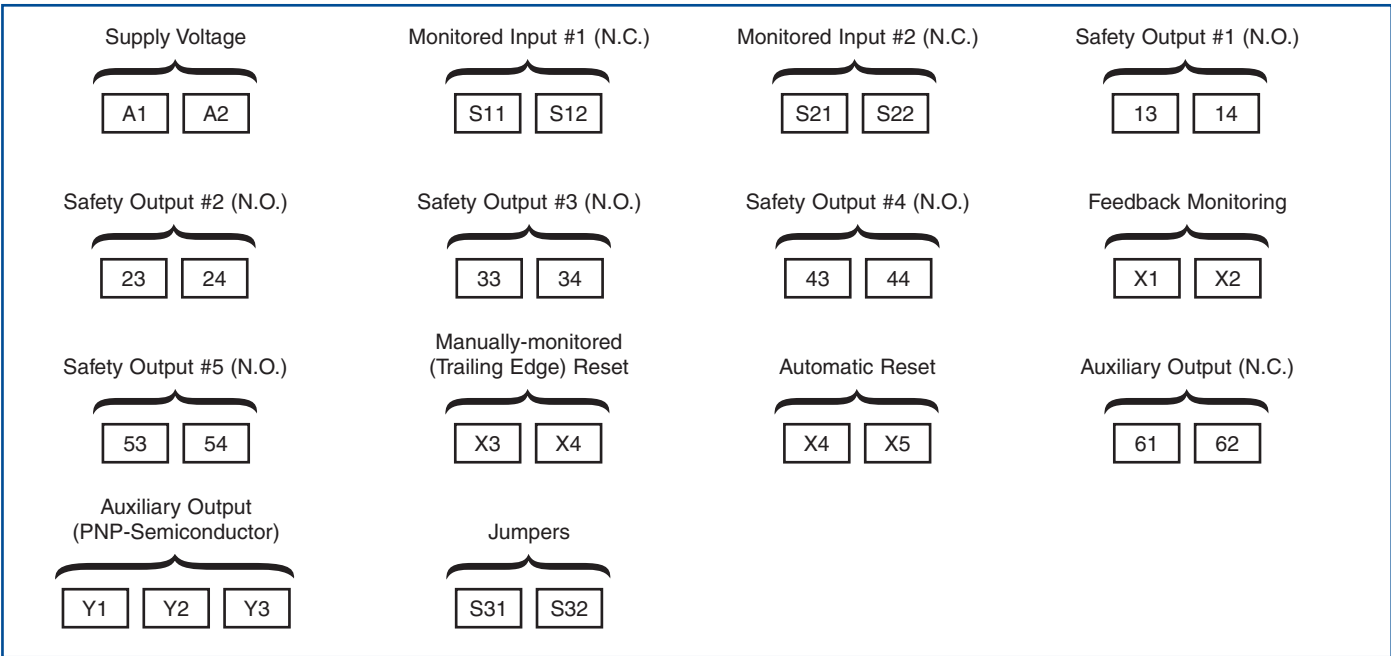 Supply Voltage
A1 A2
Monitored Input #1 (N.C.)
S11 S12
Monitored Input #2 (N.C.)
S21 S22
Safety Output #1 (N.O.)
13 14
Safety Output #2 (N.O.)
23 24
Safety Output #3 (N.O.)
33 34
Safety Output #4 (N.O.)
43 44
Feedback Monitoring
X1 X2
Safety Output #5 (N.O.)
53 54
Manually-monitored
(Trailing Edge) Reset
X3 X4
Automatic Reset
X4 X5
Auxiliary Output (N.C.)
61 62
Auxiliary Output
(PNP-Semiconductor)
Y1 Y2 Y3
Jumpers
S31 S32